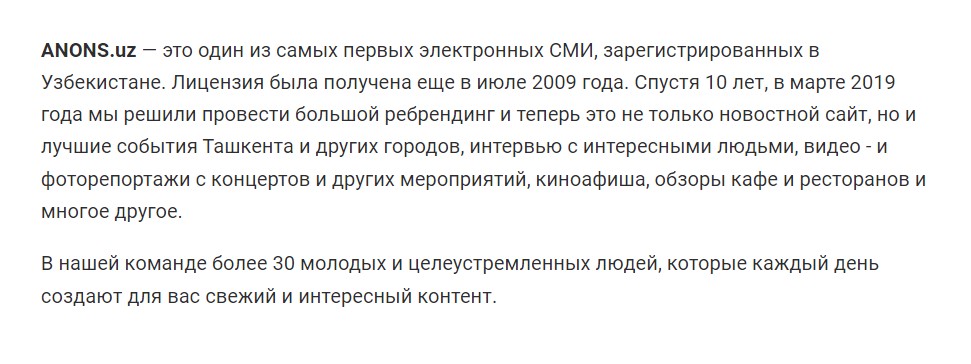 ANONS.uz — это один из самых первых электронных СМИ, зарегистрированных в
Узбекистане. Лицензия была получена еще в июле 2009 года. Спустя 10 лет, в марте 2019
года мы решили провести большой ребрендинг и теперь это не только новостной сайт, но и
лучшие события Ташкента и других городов, интервью с интересными людьми, видео - и
фоторепортажи с концертов и других мероприятий, киноафиша, обзоры кафе и ресторанов и
многое другое.
В нашей команде более 30 молодых и целеустремленных людей, которые каждый день
создают для вас свежий и интересный контент.